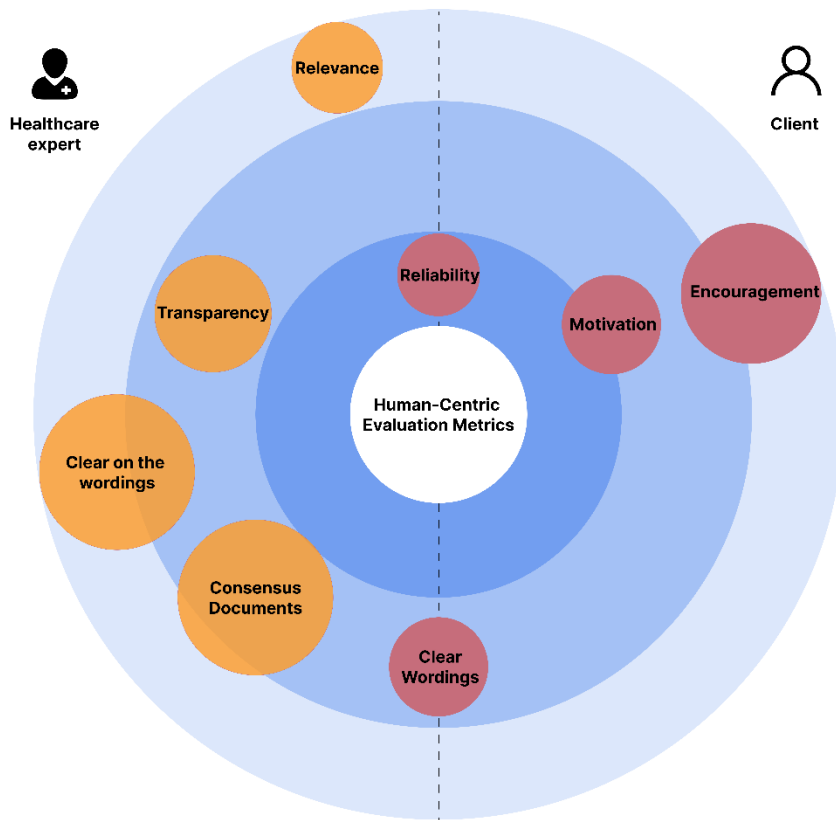 Relevance
Healthcare
expert
Client
Reliability
Encouragement
Transparency
Motivation
Human-Centric
Evaluation Metrics
Clear on the
wordings
Consensus
Documents
Clear
Wordings